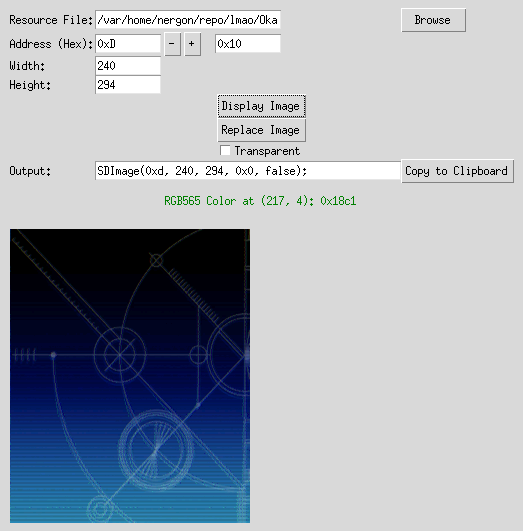 Resource File: /var/home/nergon/repo/lmao/Oka Browse
Address (Hex): 0xD - + 0x10
Width: 240
Height: 294
Display Image
Replace Image
Transparent
Output: SDImage(0xd, 240, 294, 0x0, false); Copy to Clipboard
RGB565 Color at (217, 4): 0x18c1